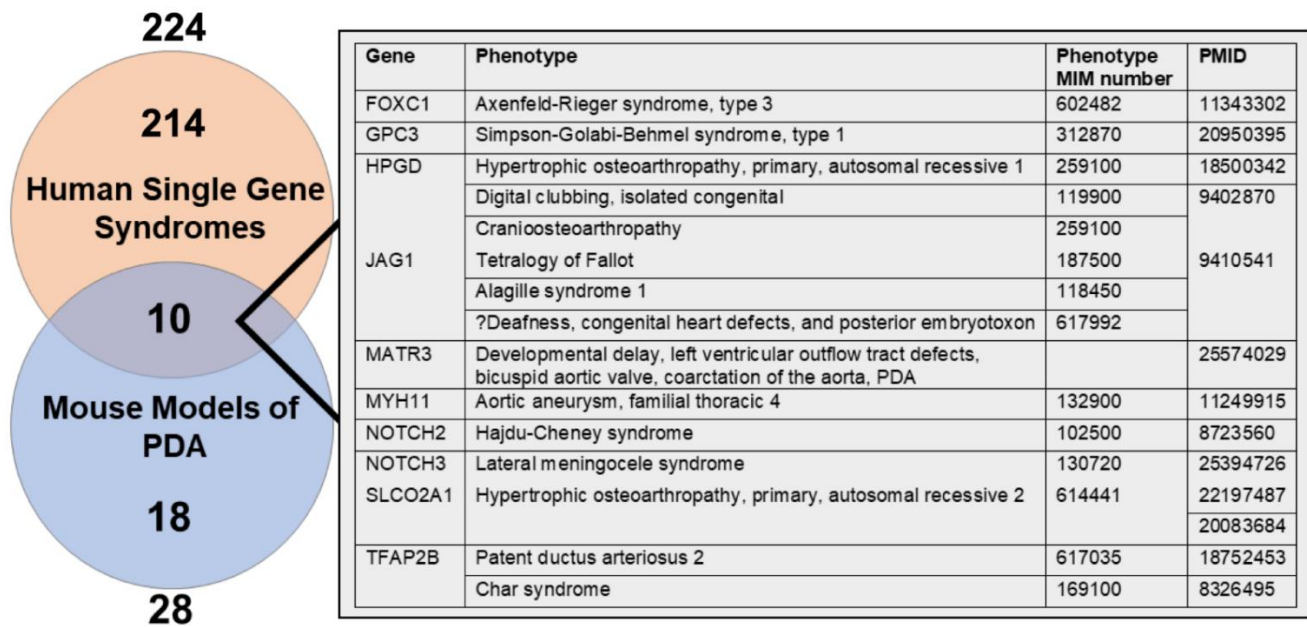 224
214
Human Single Gene
Syndromes
10
Mouse Models of
PDA
18
28
Gene Phenotype Phenotype MIM number PMID
FOXC1 Axenfeld-Rieger syndrome, type 3 602482 11343302
GPC3 Simpson-Golabi-Behmel syndrome, type 1 312870 20950395
HPGD Hypertrophic osteoarthropathy, primary, autosomal recessive 1 259100 18500342
Digital clubbing, isolated congenital 119900 9402870
Cranioosteoarthropathy 259100
JAG1 Tetralogy of Fallot 187500 9410541
Alagille syndrome 1 118450
?Deafness, congenital heart defects, and posterior embryotoxon 617992
MATR3 Developmental delay, left ventricular outflow tract defects, 25574029
bicuspid aortic valve, coarctation of the aorta, PDA
MYH11 Aortic aneurysm, familial thoracic 4 132900 11249915
NOTCH2 Hajdu-Cheney syndrome 102500 8723560
NOTCH3 Lateral meningocele syndrome 130720 25394726
SLCO2A1 Hypertrophic osteoarthropathy, primary, autosomal recessive 2 614441 22197487
20083684
TFAP2B Patent ductus arteriosus 2 617035 18752453
Char syndrome 169100 8326495